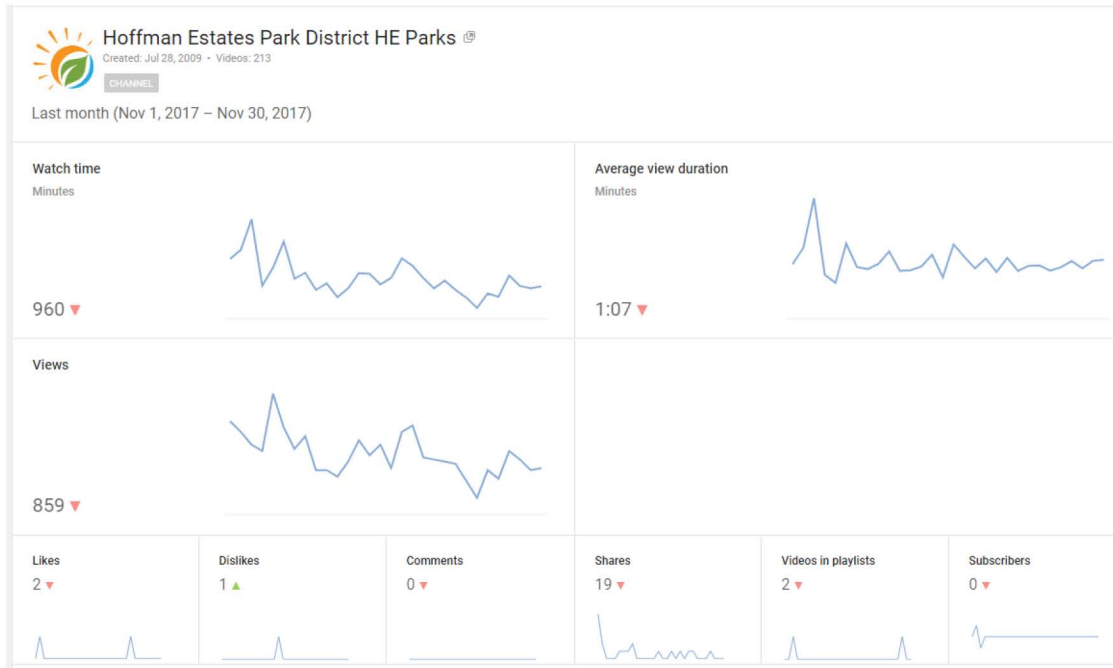 Hoffman Estates Park District HE Parks
Created: Jul 28, 2009 • Videos: 213
CHANNEL
Last month (Nov 1, 2017 – Nov 30, 2017)
Watch time
Minutes
960
Average view duration
Minutes
1:07
Views
859
Likes
2
Dislikes
1
Comments
0
Shares
19
Videos in playlists
2
Subscribers
0